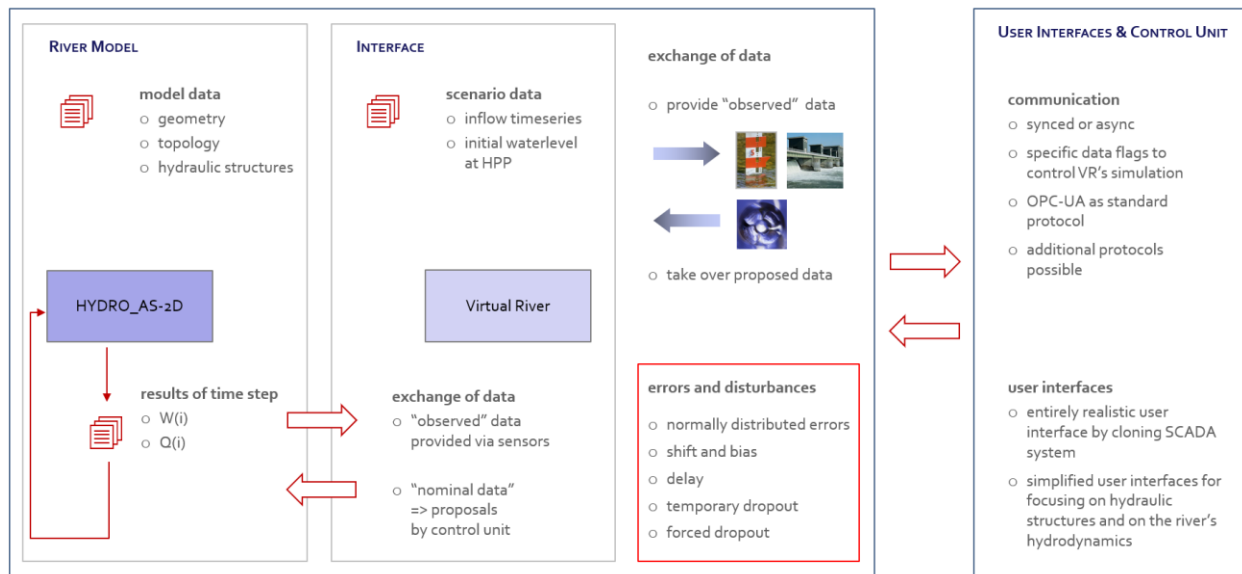 RIVER MODEL
model data
o geometry
o topology
o hydraulic structures
HYDRO_AS-2D
results of time step
o W(i)
o Q(i)
INTERFACE
scenario data
o inflow timeseries
o initial waterlevel
at HPP
Virtual River
exchange of data
o "observed" data
provided via sensors
o "nominal data"
=> proposals
by control unit
exchange of data
o provide "observed" data
o take over proposed data
errors and disturbances
o normally distributed errors
o shift and bias
o delay
o temporary dropout
o forced dropout
USER INTERFACES & CONTROL UNIT
communication
o synced or async
o specific data flags to
control VR's simulation
o OPC-UA as standard
protocol
o additional protocols
possible
user interfaces
o entirely realistic user
interface by cloning SCADA
system
o simplified user interfaces for
focusing on hydraulic
structures and on the river's
hydrodynamics